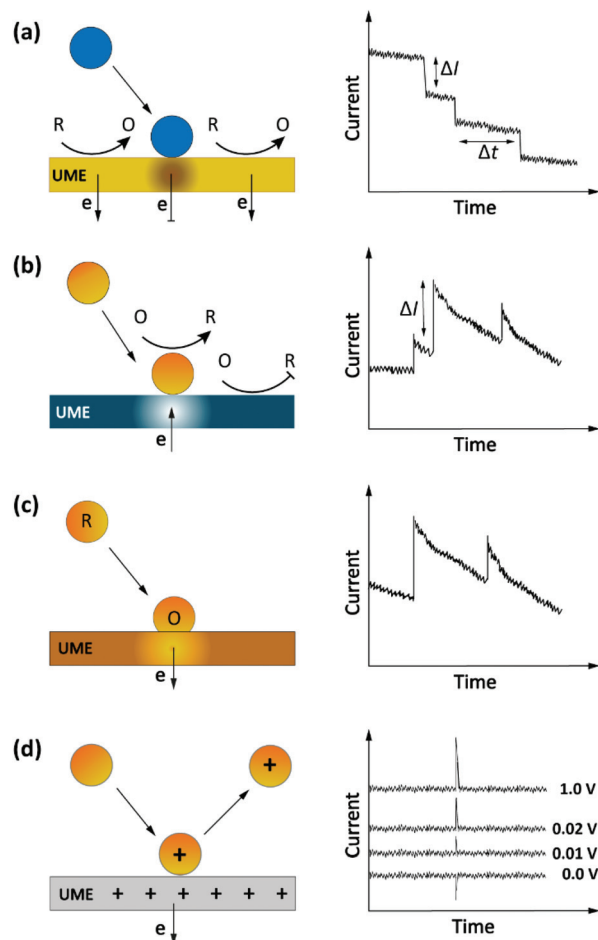 (a)
R O R O
UME
e e e
Current
ΔI
Δt
Time
(b)
O R
O R
UME
e
Current
ΔI
Time
(c)
R
O
UME
e
Current
Time
(d)
+
+
UME + + + + + +
e
Current
1.0 V
0.02 V
0.01 V
0.0 V
Time